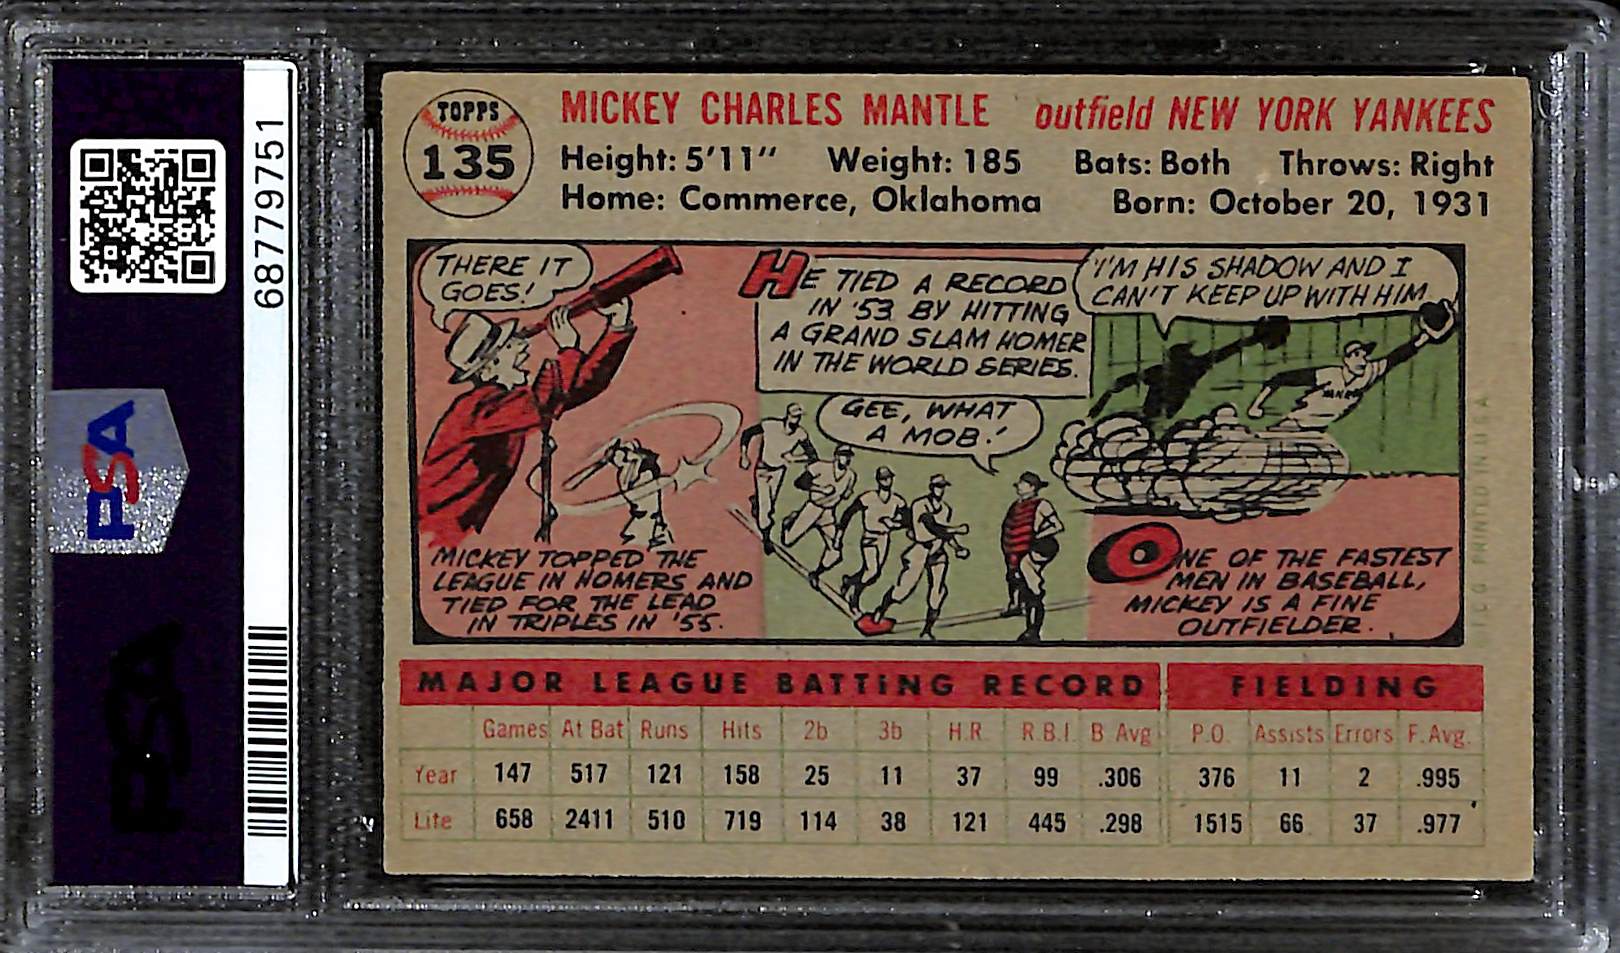 68779751
PSA
PSA
TOPPS
135
MICKEY CHARLES MANTLE outfield NEW YORK YANKEES
Height: 5'11" Weight: 185 Bats: Both Throws: Right
Home: Commerce, Oklahoma Born: October 20, 1931
THERE IT
GOES!
MICKEY TOPPED THE
LEAGUE IN HOMERS AND
TIED FOR THE LEAD
IN TRIPLES IN '55.
HE TIED A RECORD
IN '53 BY HITTING
A GRAND SLAM HOMER
IN THE WORLD SERIES.
GEE, WHAT
A MOB!
I'M HIS SHADOW AND I
CAN'T KEEP UP WITH HIM.
YANKE
ONE OF THE FASTEST
MEN IN BASEBALL,
MICKEY IS A FINE
OUTFIELDER.
T.C.G. PRINTED IN U.S.A.
MAJOR LEAGUE BATTING RECORD FIELDING
Games At Bat Runs Hits 2b 3b H.R. R.B.I. B Avg P.O. Assists Errors F. Avg.
Year 147 517 121 158 25 11 37 99 .306 376 11 2 .995
Life 658 2411 510 719 114 38 121 445 .298 1515 66 37 .977